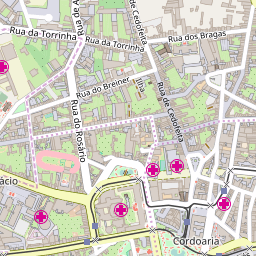 Rua da Torrinha
Rua da Torrinha
Rua de Cedofeita
Rua dos Bragas
Rua do Breiner
Rua de Cedofeita
Rua do Rosário
ácio
Cordoaria